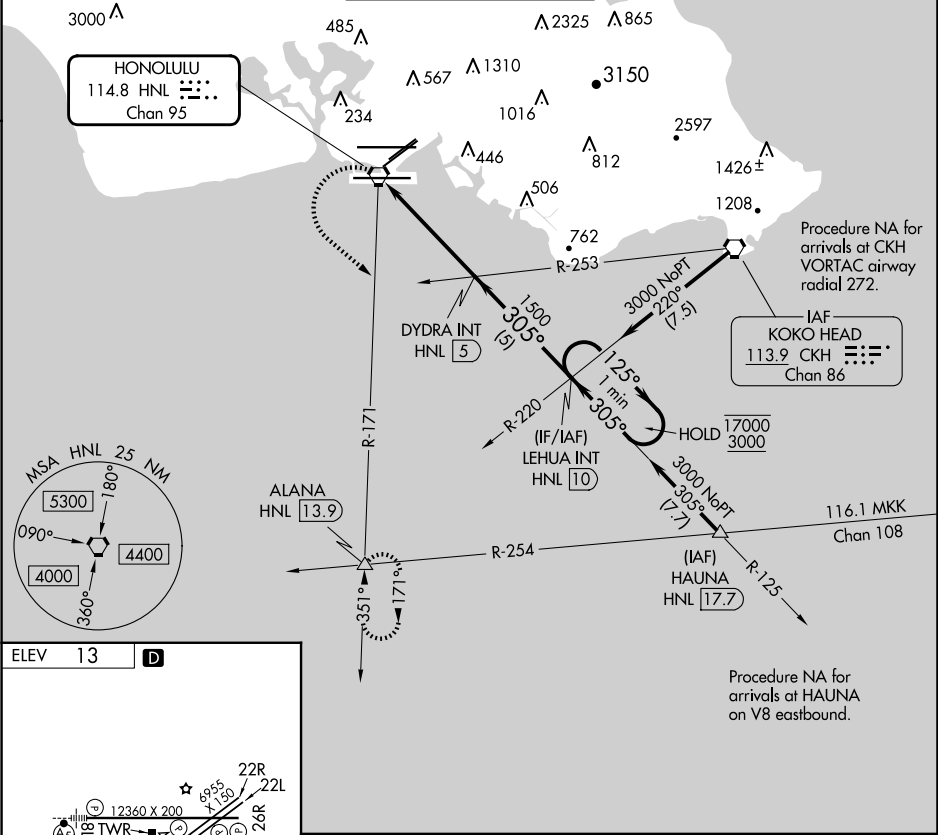 3000
485
2325
865
HONOLULU
114.8 HNL
Chan 95
567
1310
3150
234
1016
446
812
2597
1426 ±
506
1208
762
Procedure NA for
arrivals at CKH
VORTAC airway
radial 272.
R-253
3000 NoPT
220°
(7.5)
IAF
KOKO HEAD
113.9 CKH
Chan 86
DYDRA INT
HNL 5
1500
305°
(5)
125°
1 min
305°
R-220
HOLD 17000
3000
(IF/IAF)
LEHUA INT
HNL 10
R-171
3000 NoPT
305°
(7.7)
MSA HNL 25 NM
180°
5300
090°
4400
4000
360°
ALANA
HNL 13.9
R-254
116.1 MKK
Chan 108
(IAF)
HAUNA
HNL 17.7
R-125
351°
171°
Procedure NA for
arrivals at HAUNA
on V8 eastbound.
ELEV 13 D
22R
22L
6955
X 150
12360 X 200
P
26R
TWR
P
P
P
A5